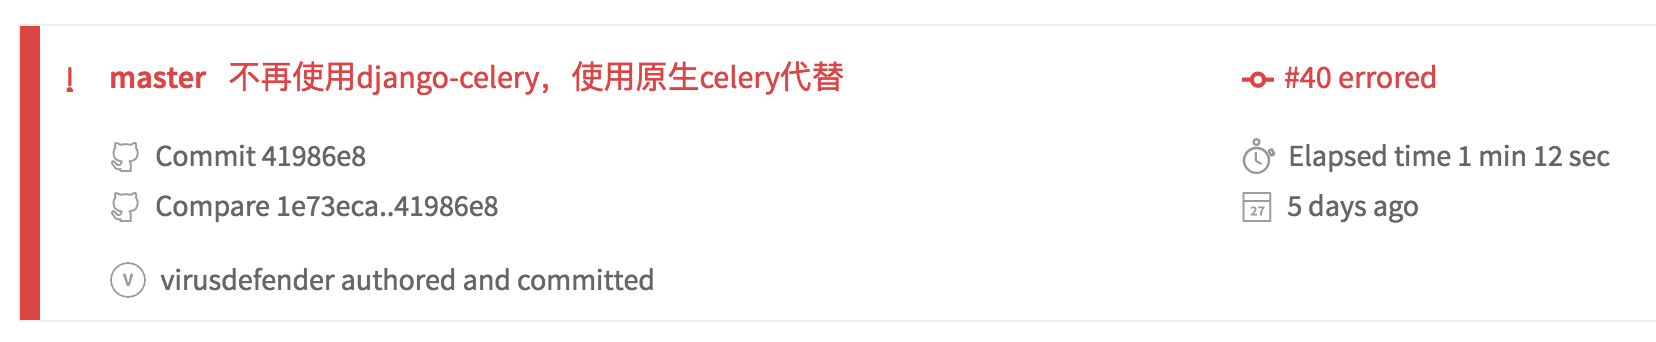 ! master 不再使用django-celery，使用原生celery代替
#40 errored
Commit 41986e8
Compare 1e73eca..41986e8
Elapsed time 1 min 12 sec
27 5 days ago
V virusdefender authored and committed